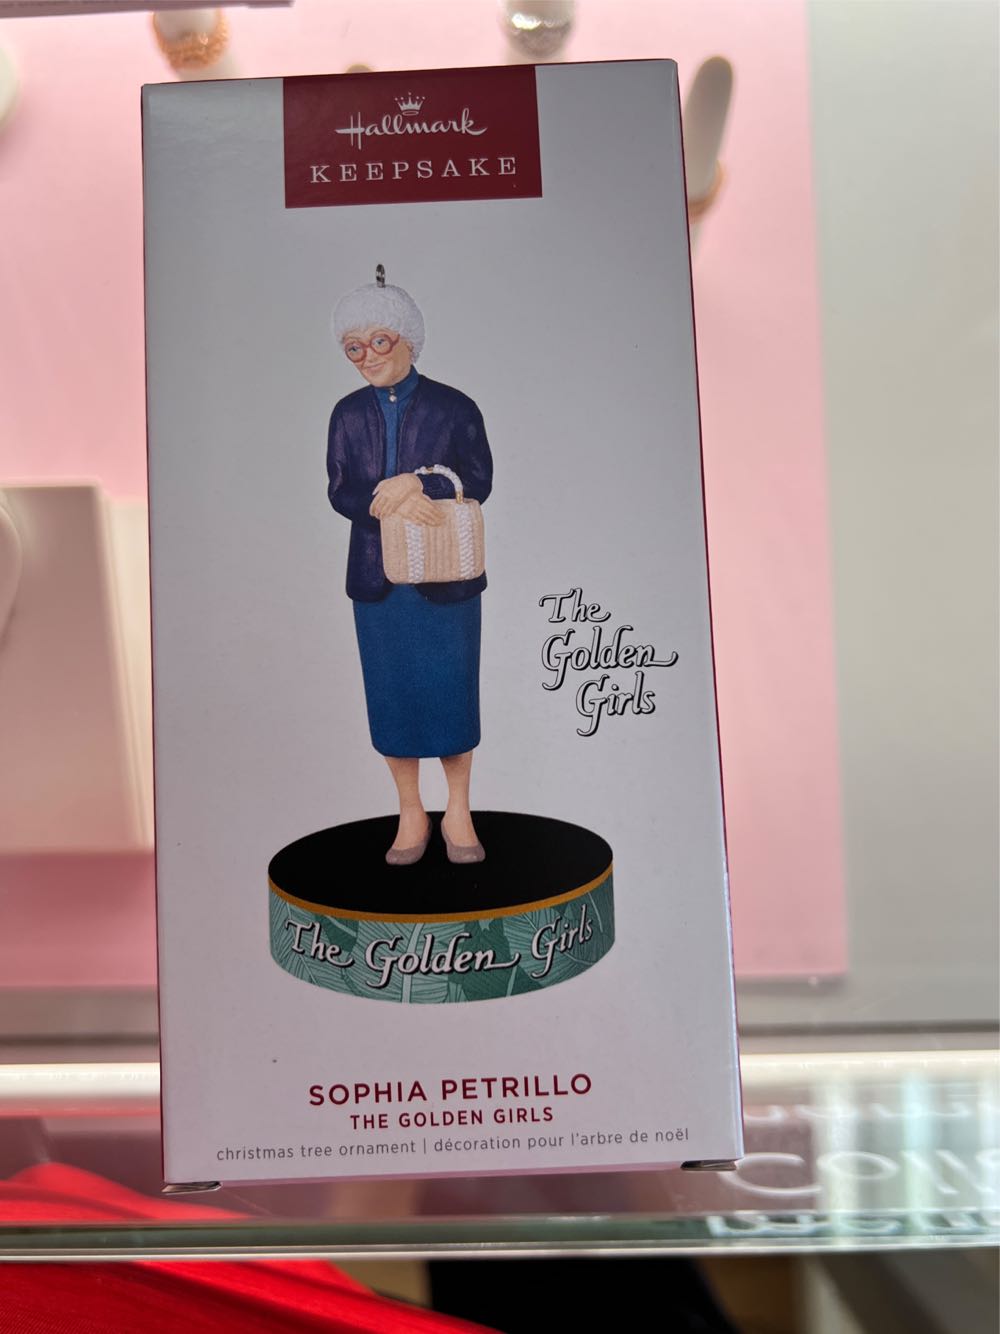 Hallmark
KEEPSAKE
The
Golden
Girls
The Golden Girls
SOPHIA PETRILLO
THE GOLDEN GIRLS
christmas tree ornament | décoration pour l'arbre de noël